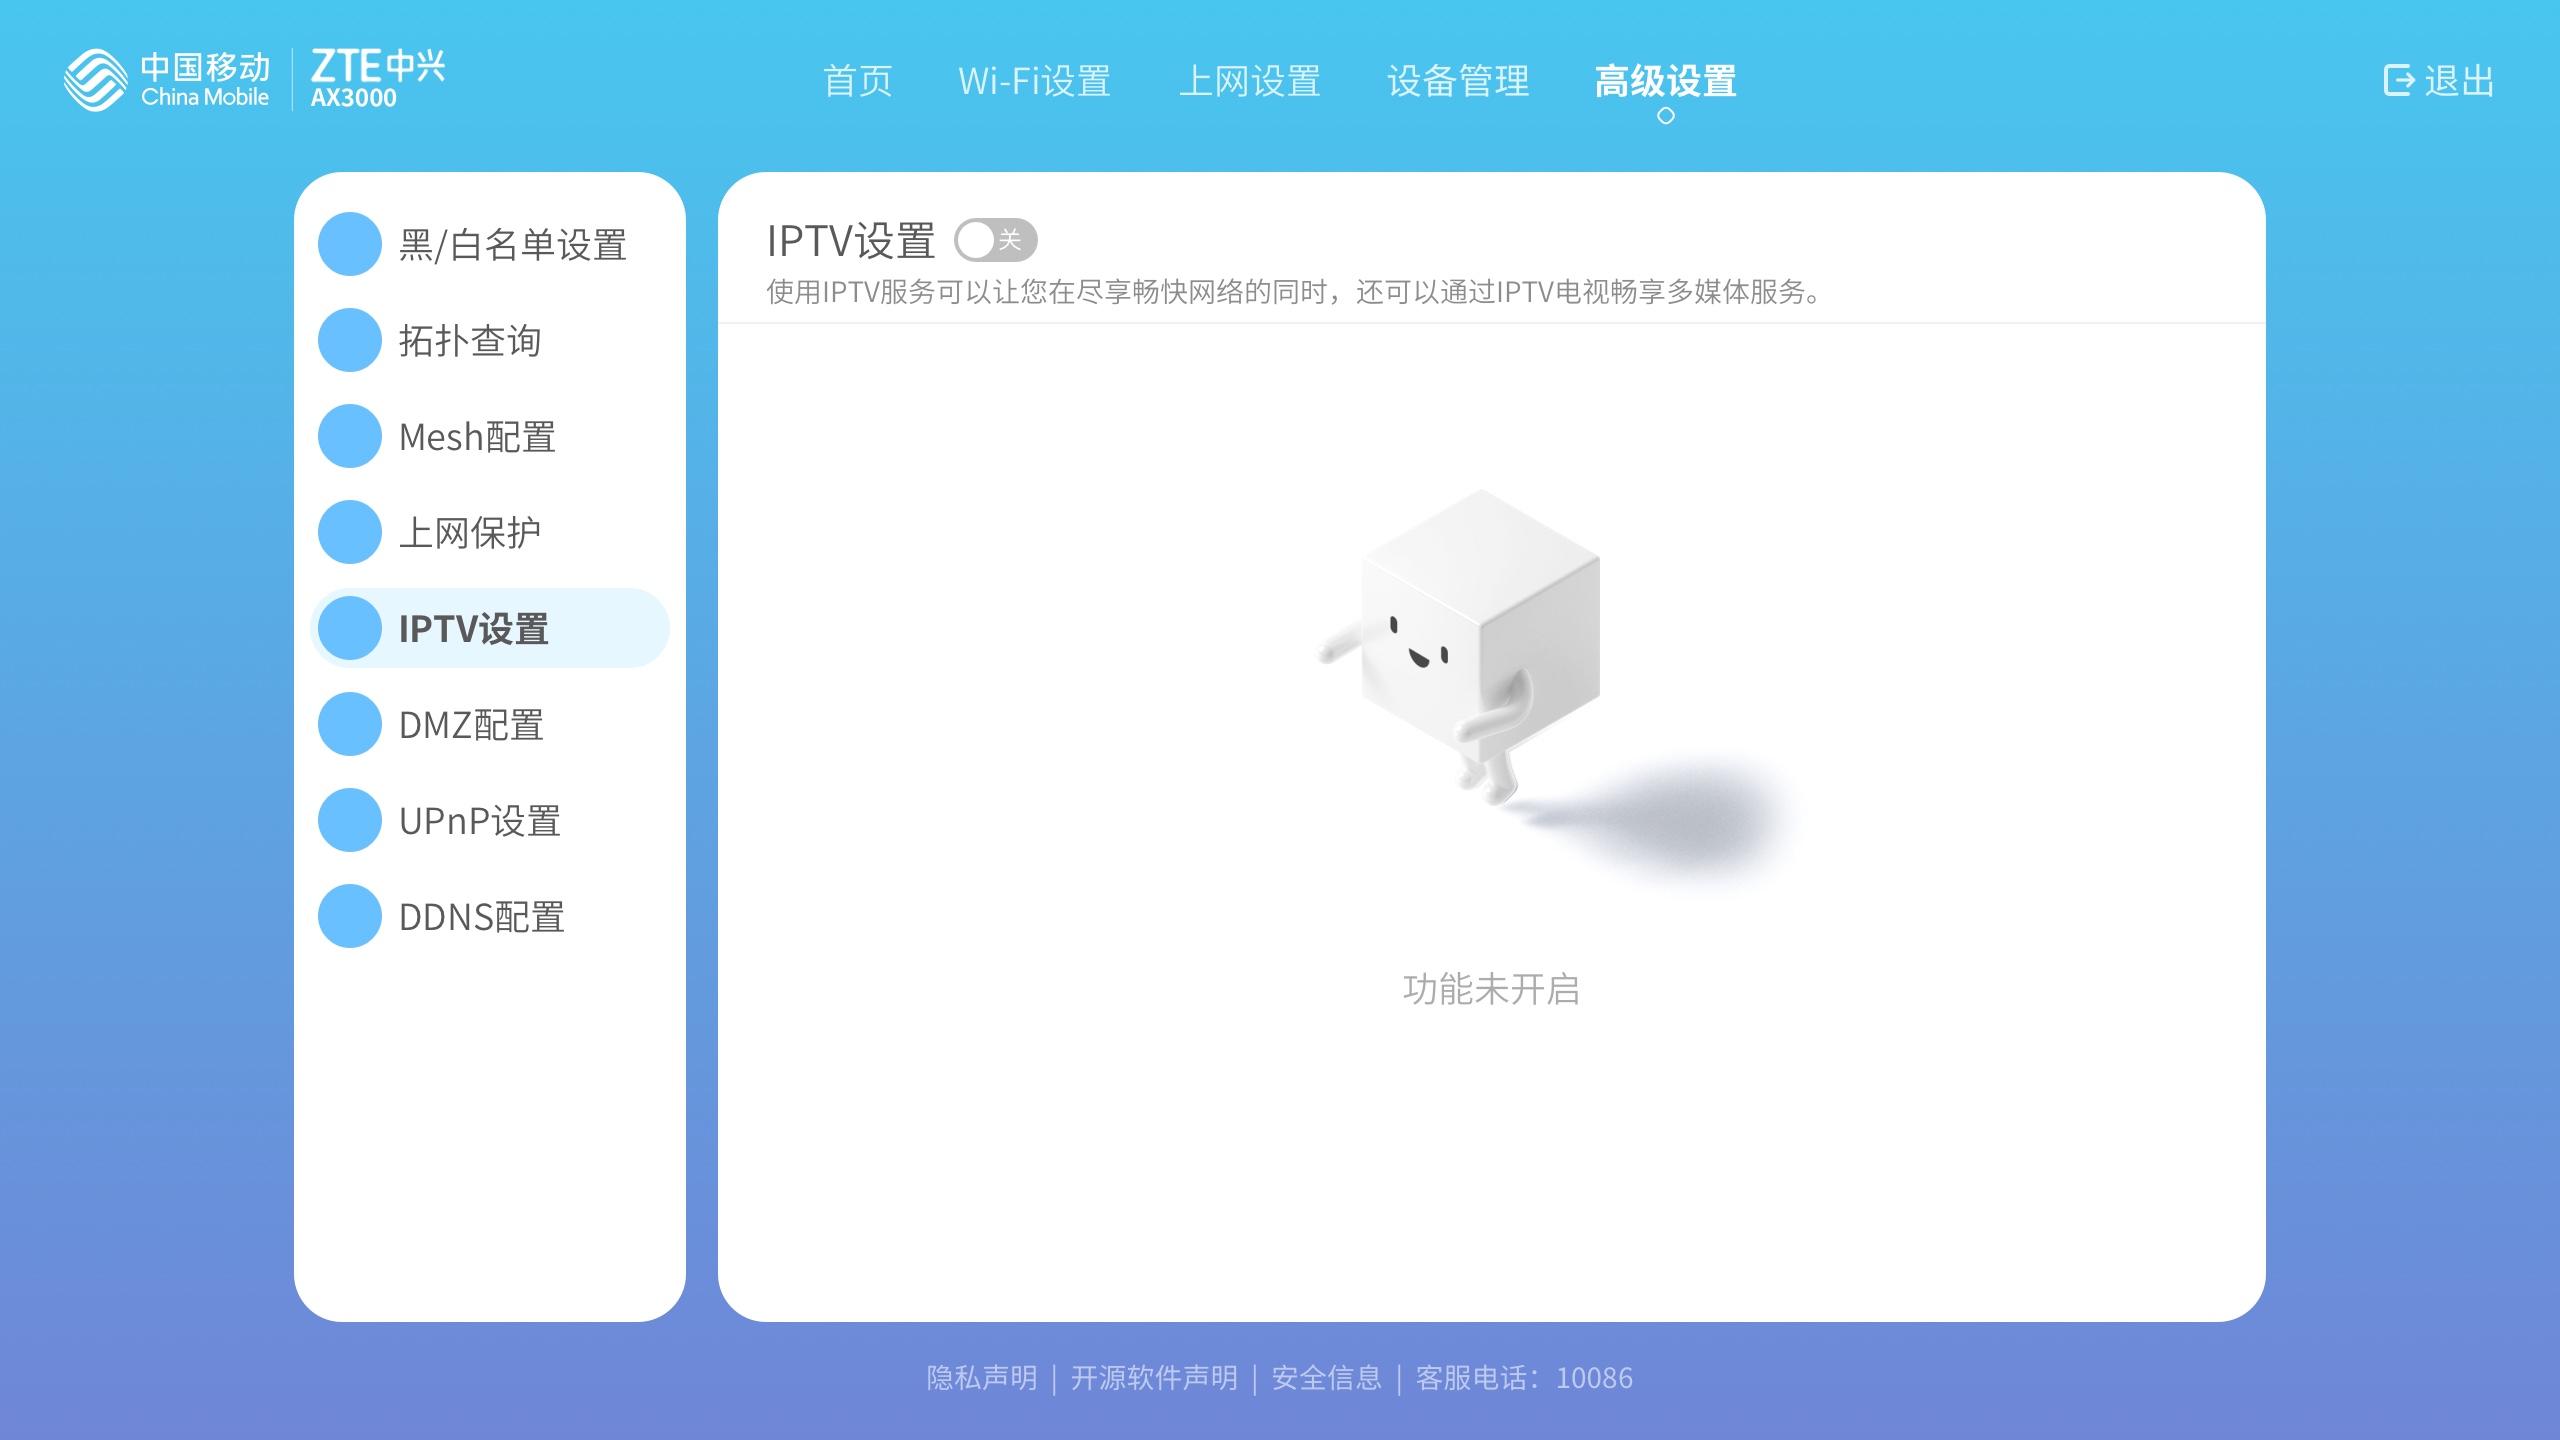 中国移动
China Mobile
ZTE中兴
AX3000
首页 Wi-Fi设置 上网设置 设备管理 高级设置
退出
黑/白名单设置
拓扑查询
Mesh配置
上网保护
IPTV设置
DMZ配置
UPnP设置
DDNS配置
IPTV设置 关
使用IPTV服务可以让您在尽享畅快网络的同时，还可以通过IPTV电视畅享多媒体服务。
功能未开启
隐私声明 | 开源软件声明 | 安全信息 | 客服电话：10086